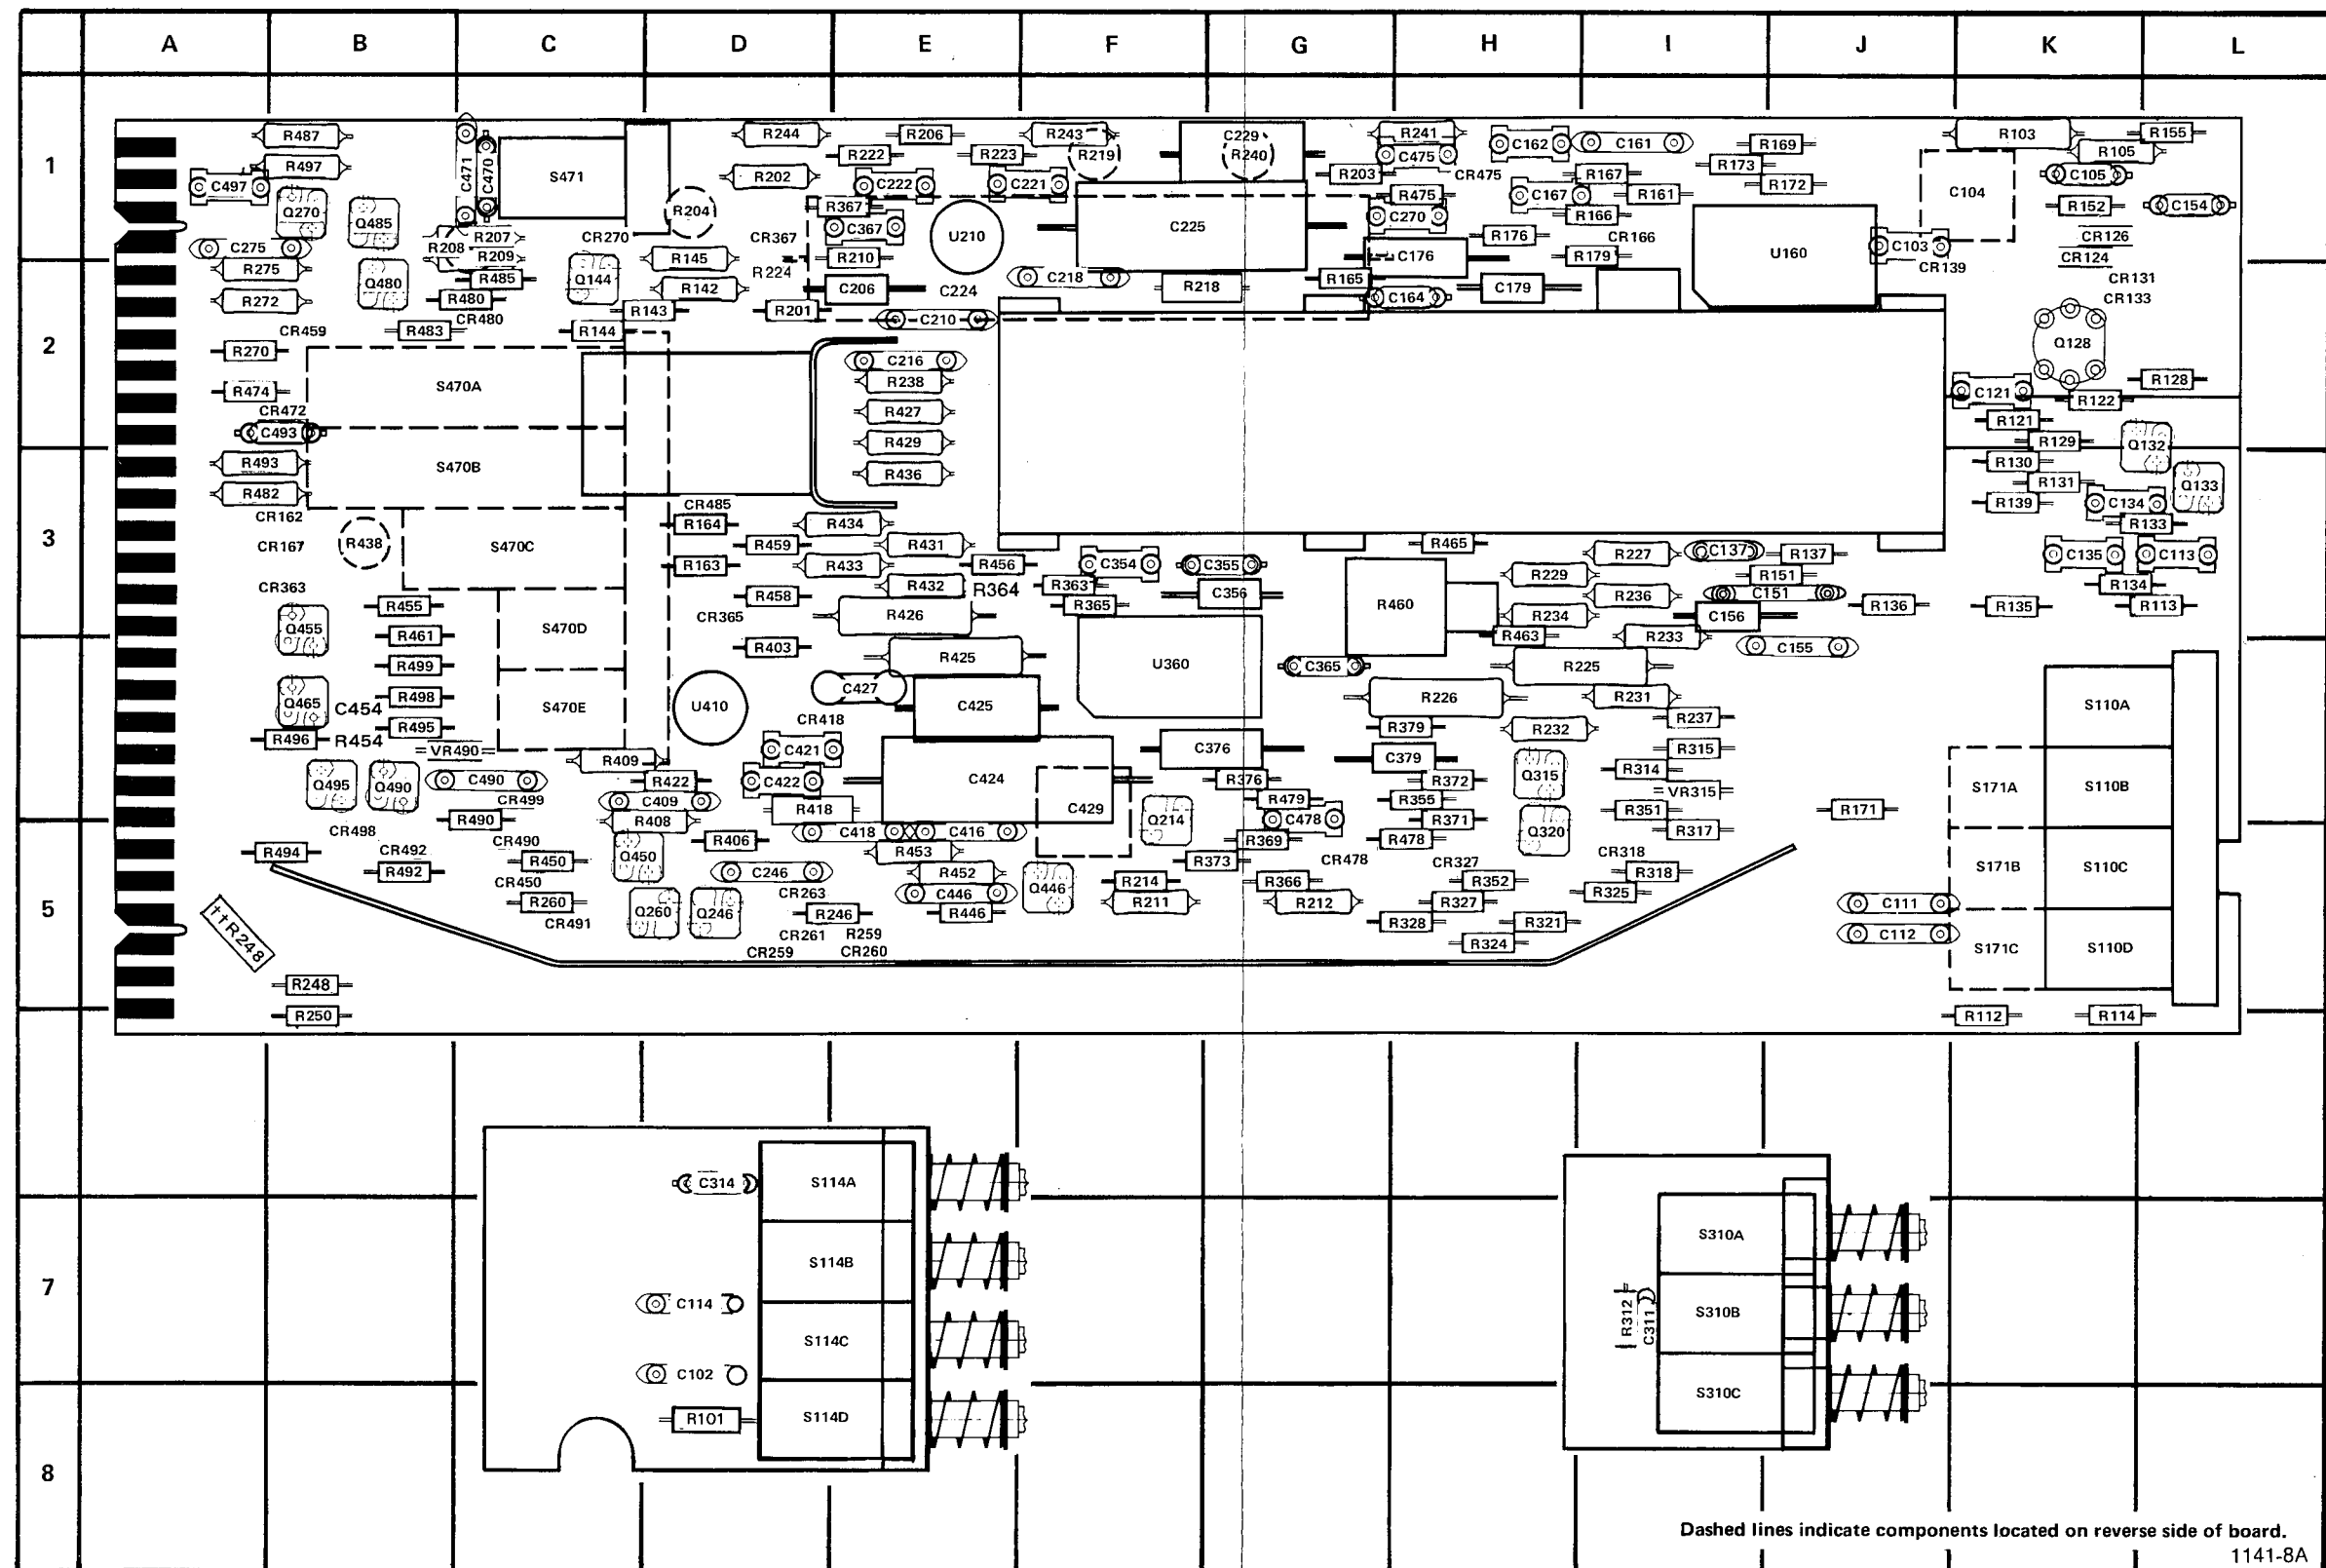 A B C D E F G H I J K L
1
R487 R244 R206 R243 C229 R241 C162 C161 R169 R103 R155
R497 C471 C470 S471 R222 R223 R219 R240 C475 R173 R105
C497 R202 C222 C221 R203 CR475 R167 R172 C105
Q270 Q485 R204 R367 R475 C167 R161 C104 R152 C154
C367 U210 C225 C270 R166
C275 R208 R207 CR270 CR367 R176 CR166 U160 C103 CR126
R275 R209 R145 R210 C176 R179 CR124
R272 Q480 R485 Q144 R224 C218 R165 CR139 CR131
R480 R142 C206 C224 R218 C164 C179 CR133
CR459 R483 CR480 R144 R143 R201 C210
2
R270 Q128
C216
R474 S470A R238 C121 R128
CR472 R427 R122
C493 R429 R121 R129 Q132
R493 S470B R436 R130
R482 R131 Q133
CR162 CR485 R139 C134
3
R164 R434 R133
CR167 R438 S470C R459 R431 R465 R227 C137 R137 C135 C113
R163 R433 R456 C354 C355 R229 R151
CR363 R432 R364 R363 C356 R236 C151 R134
R455 R458 R365 R460 R136 R135 R113
Q455 S470D CR365 R426 R234 C156
R461 R403 R463 R233 C155
R499 R425 U360 C365 R225
Q465 R498 C427 R226 R231
C454 S470E U410 C425 S110A
R495 CR418 R379 R232 R237
R496 R454 VR490 C421 C376 R315
R409 C379 R314
Q495 Q490 C490 R422 C422 C424 R376 R372 Q315 VR315 S171A S110B
CR499 C409 R418 C429 Q214 R479 R355 R351 R171
R490 R408 C478 R371
CR498 C418 C416 Q320 R317
CR490 R406 R369 R478
R494 CR492 R450 Q450 R453 R373 CR478 CR327 CR318
R492 C246 R452 R318 S171B S110C
CR450 CR263 C446 Q446 R214 R366 R352 R325
5
R260 Q260 Q246 R211 R212 R327 C111
††R248 CR491 R246 R446 R328 R321
CR261 R259 R324 C112
CR259 CR260 S171C S110D
R248
R250 R112 R114
C314 S114A
S310A
7
S114B
C114 R312 C311 S310B
S114C
C102
S310C
R101 S114D
8
Dashed lines indicate components located on reverse side of board.
1141-8A